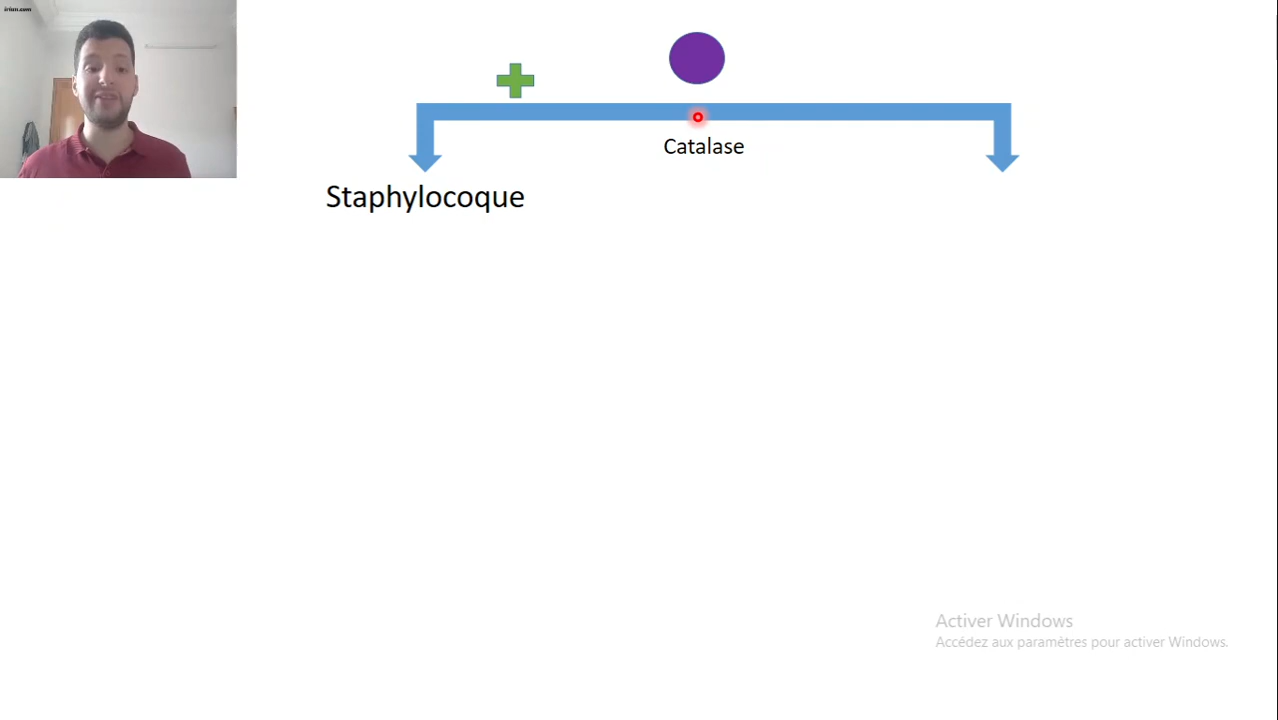 Catalase
Staphylocoque
Activer Windows
Accédez aux paramètres pour activer Windows.